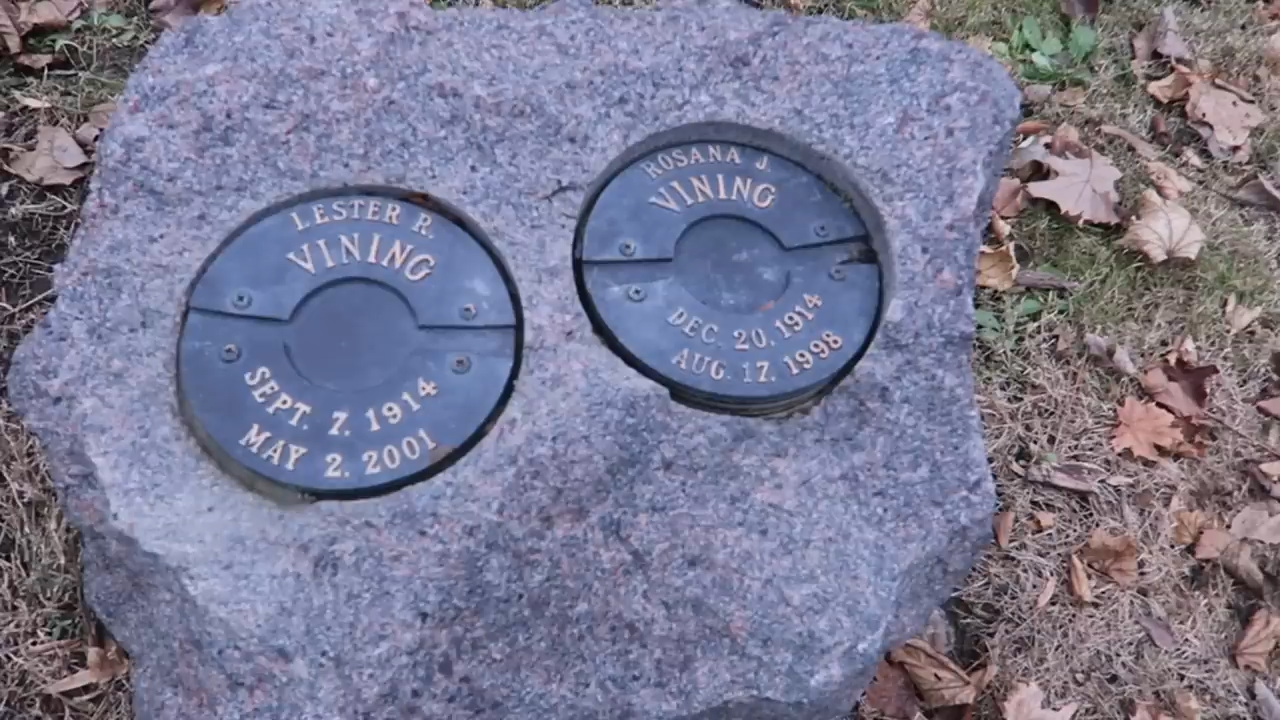 LESTER R.
VINING
SEPT. 7, 1914
MAY 2, 2001
ROSANA J.
VINING
DEC. 20, 1914
AUG. 17, 1998